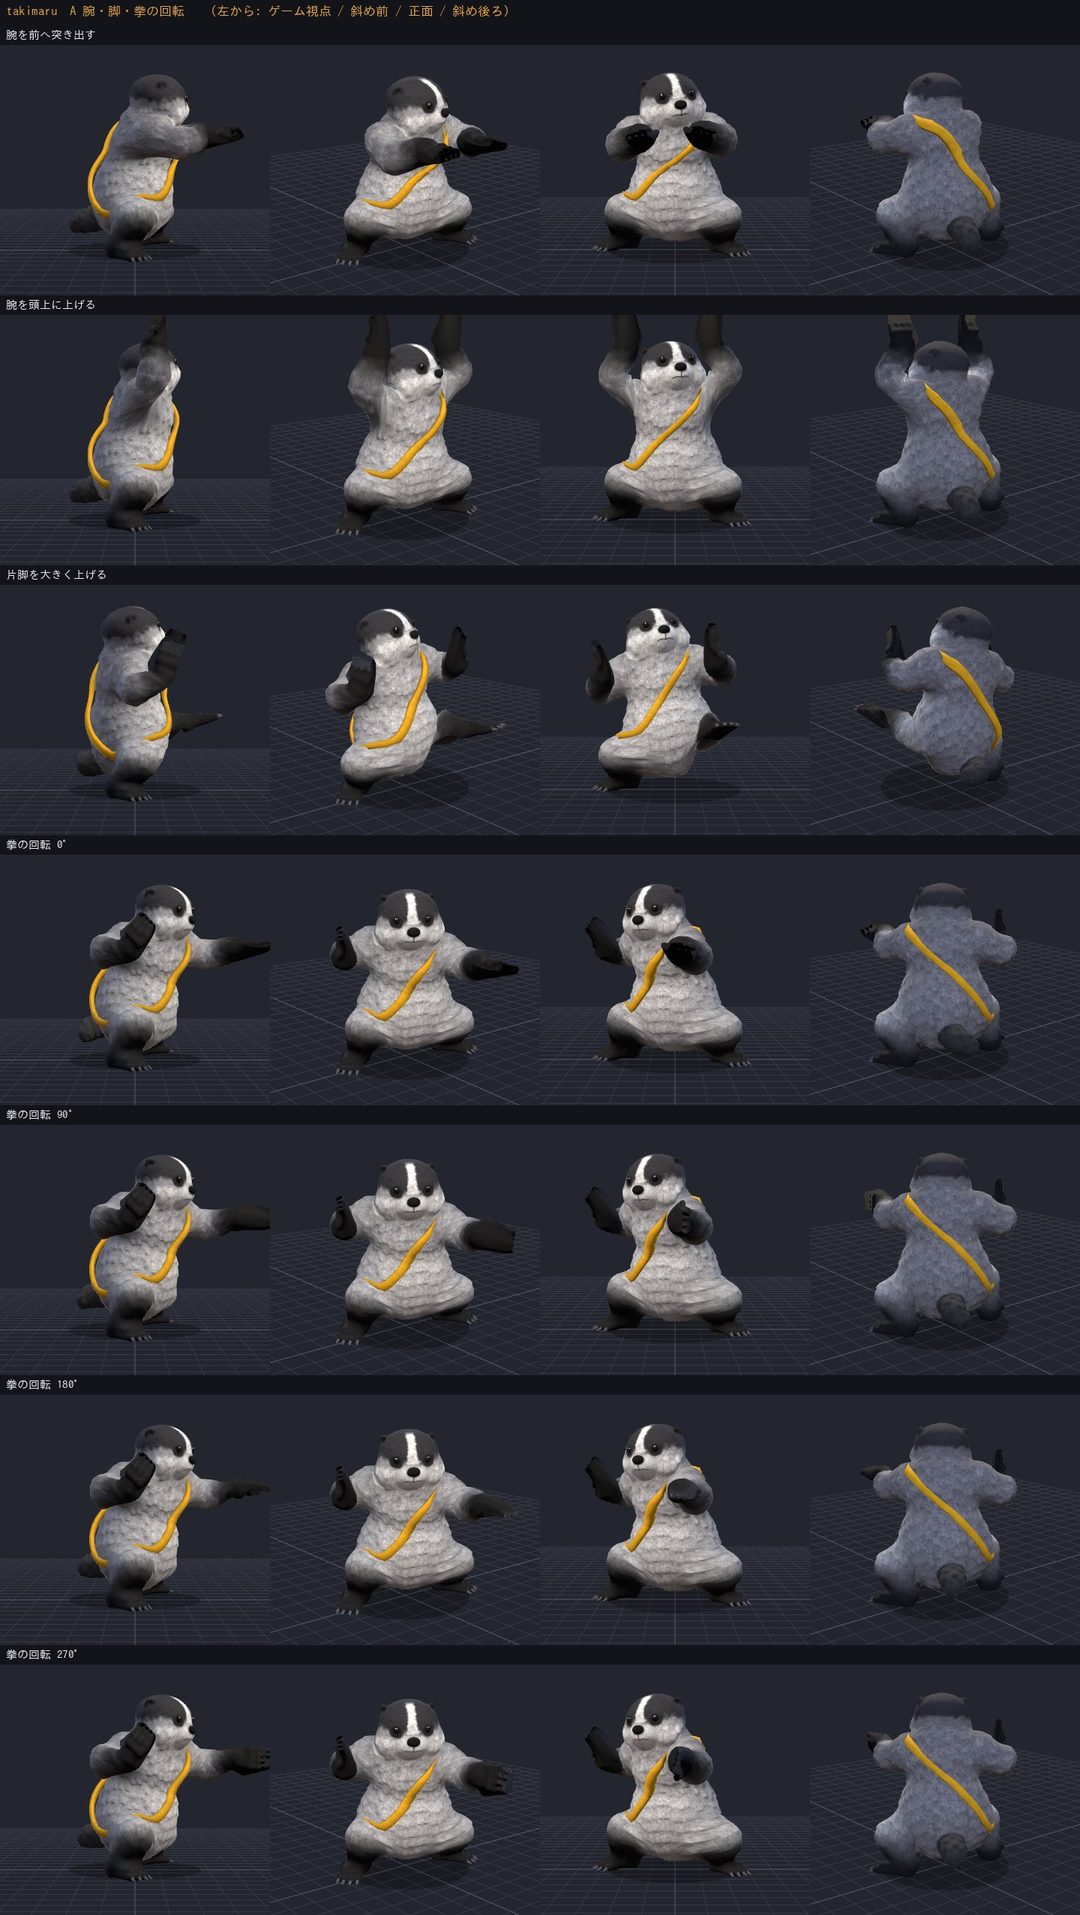 takimaru A 腕・脚・拳の回転 （左から: ゲーム視点 / 斜め前 / 正面 / 斜め後ろ）
腕を前へ突き出す
腕を頭上に上げる
片脚を大きく上げる
拳の回転 0°
拳の回転 90°
拳の回転 180°
拳の回転 270°